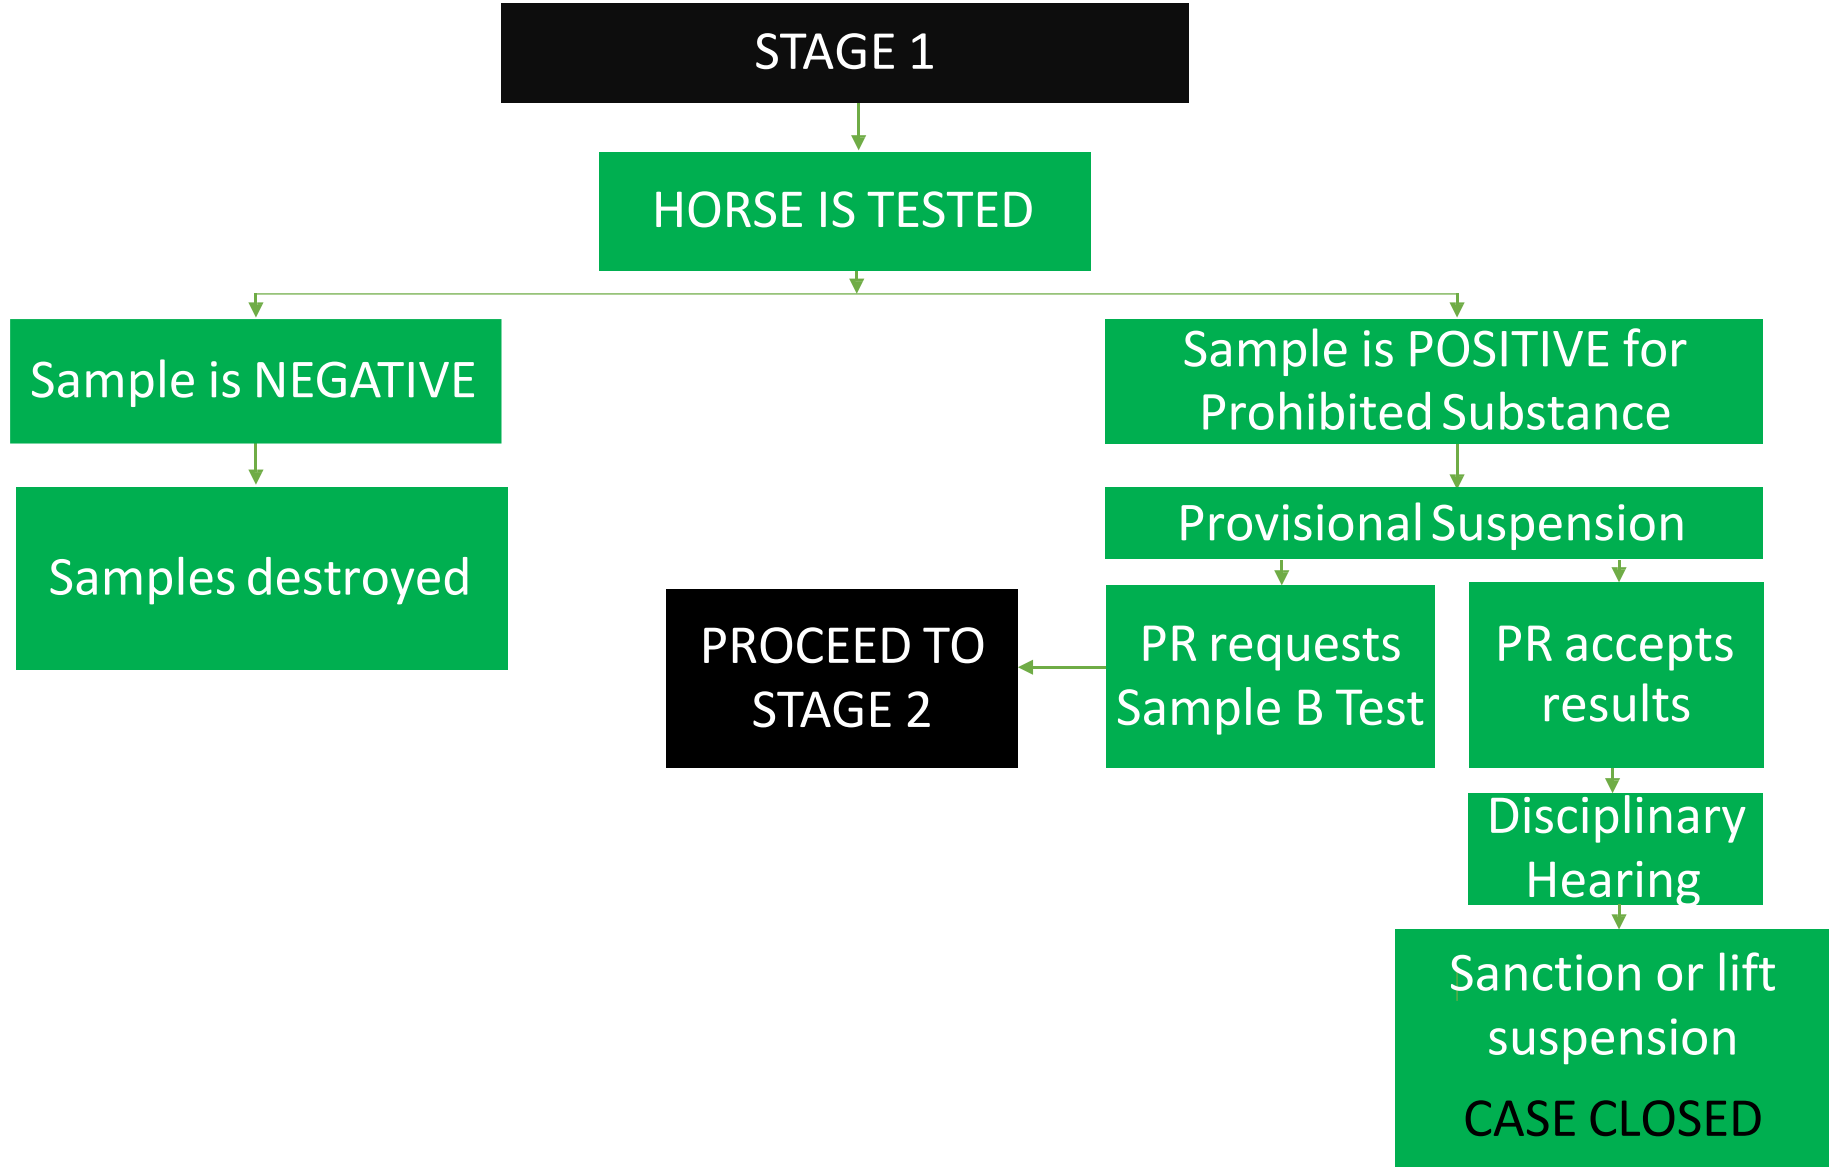 STAGE 1
HORSE IS TESTED
Sample is NEGATIVE
Sample is POSITIVE for
Prohibited Substance
Samples destroyed
Provisional Suspension
PROCEED TO
STAGE 2
PR requests
Sample B Test
PR accepts
results
Disciplinary
Hearing
Sanction or lift
suspension
CASE CLOSED